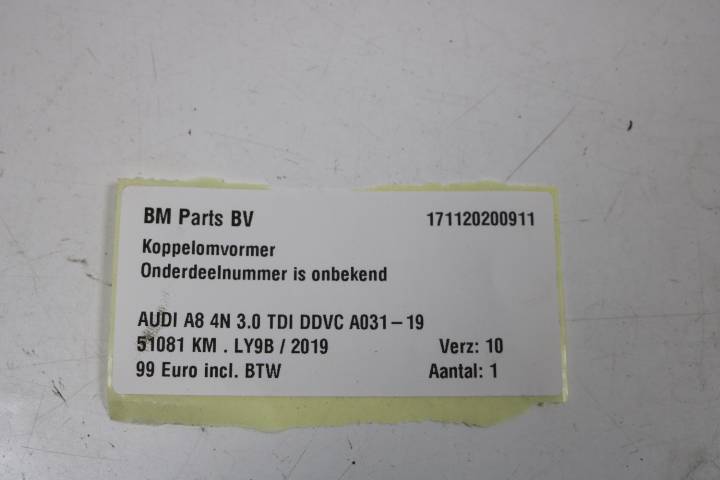 BM Parts BV 171120200911
Koppelomvormer
Onderdeelnummer is onbekend
AUDI A8 4N 3.0 TDI DDVC A031-19
51081 KM . LY9B / 2019 Verz: 10
99 Euro incl. BTW Aantal: 1